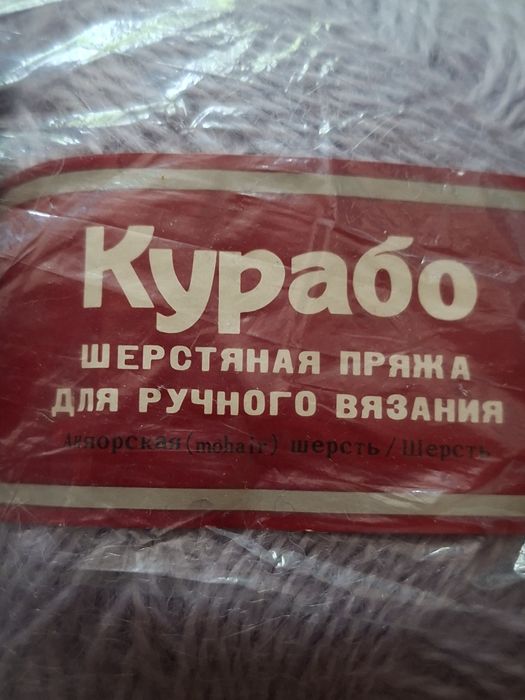 Курабо
ШЕРСТЯНАЯ ПРЯЖА
ДЛЯ РУЧНОГО ВЯЗАНИЯ
(mohair) шерсть/Шерсть